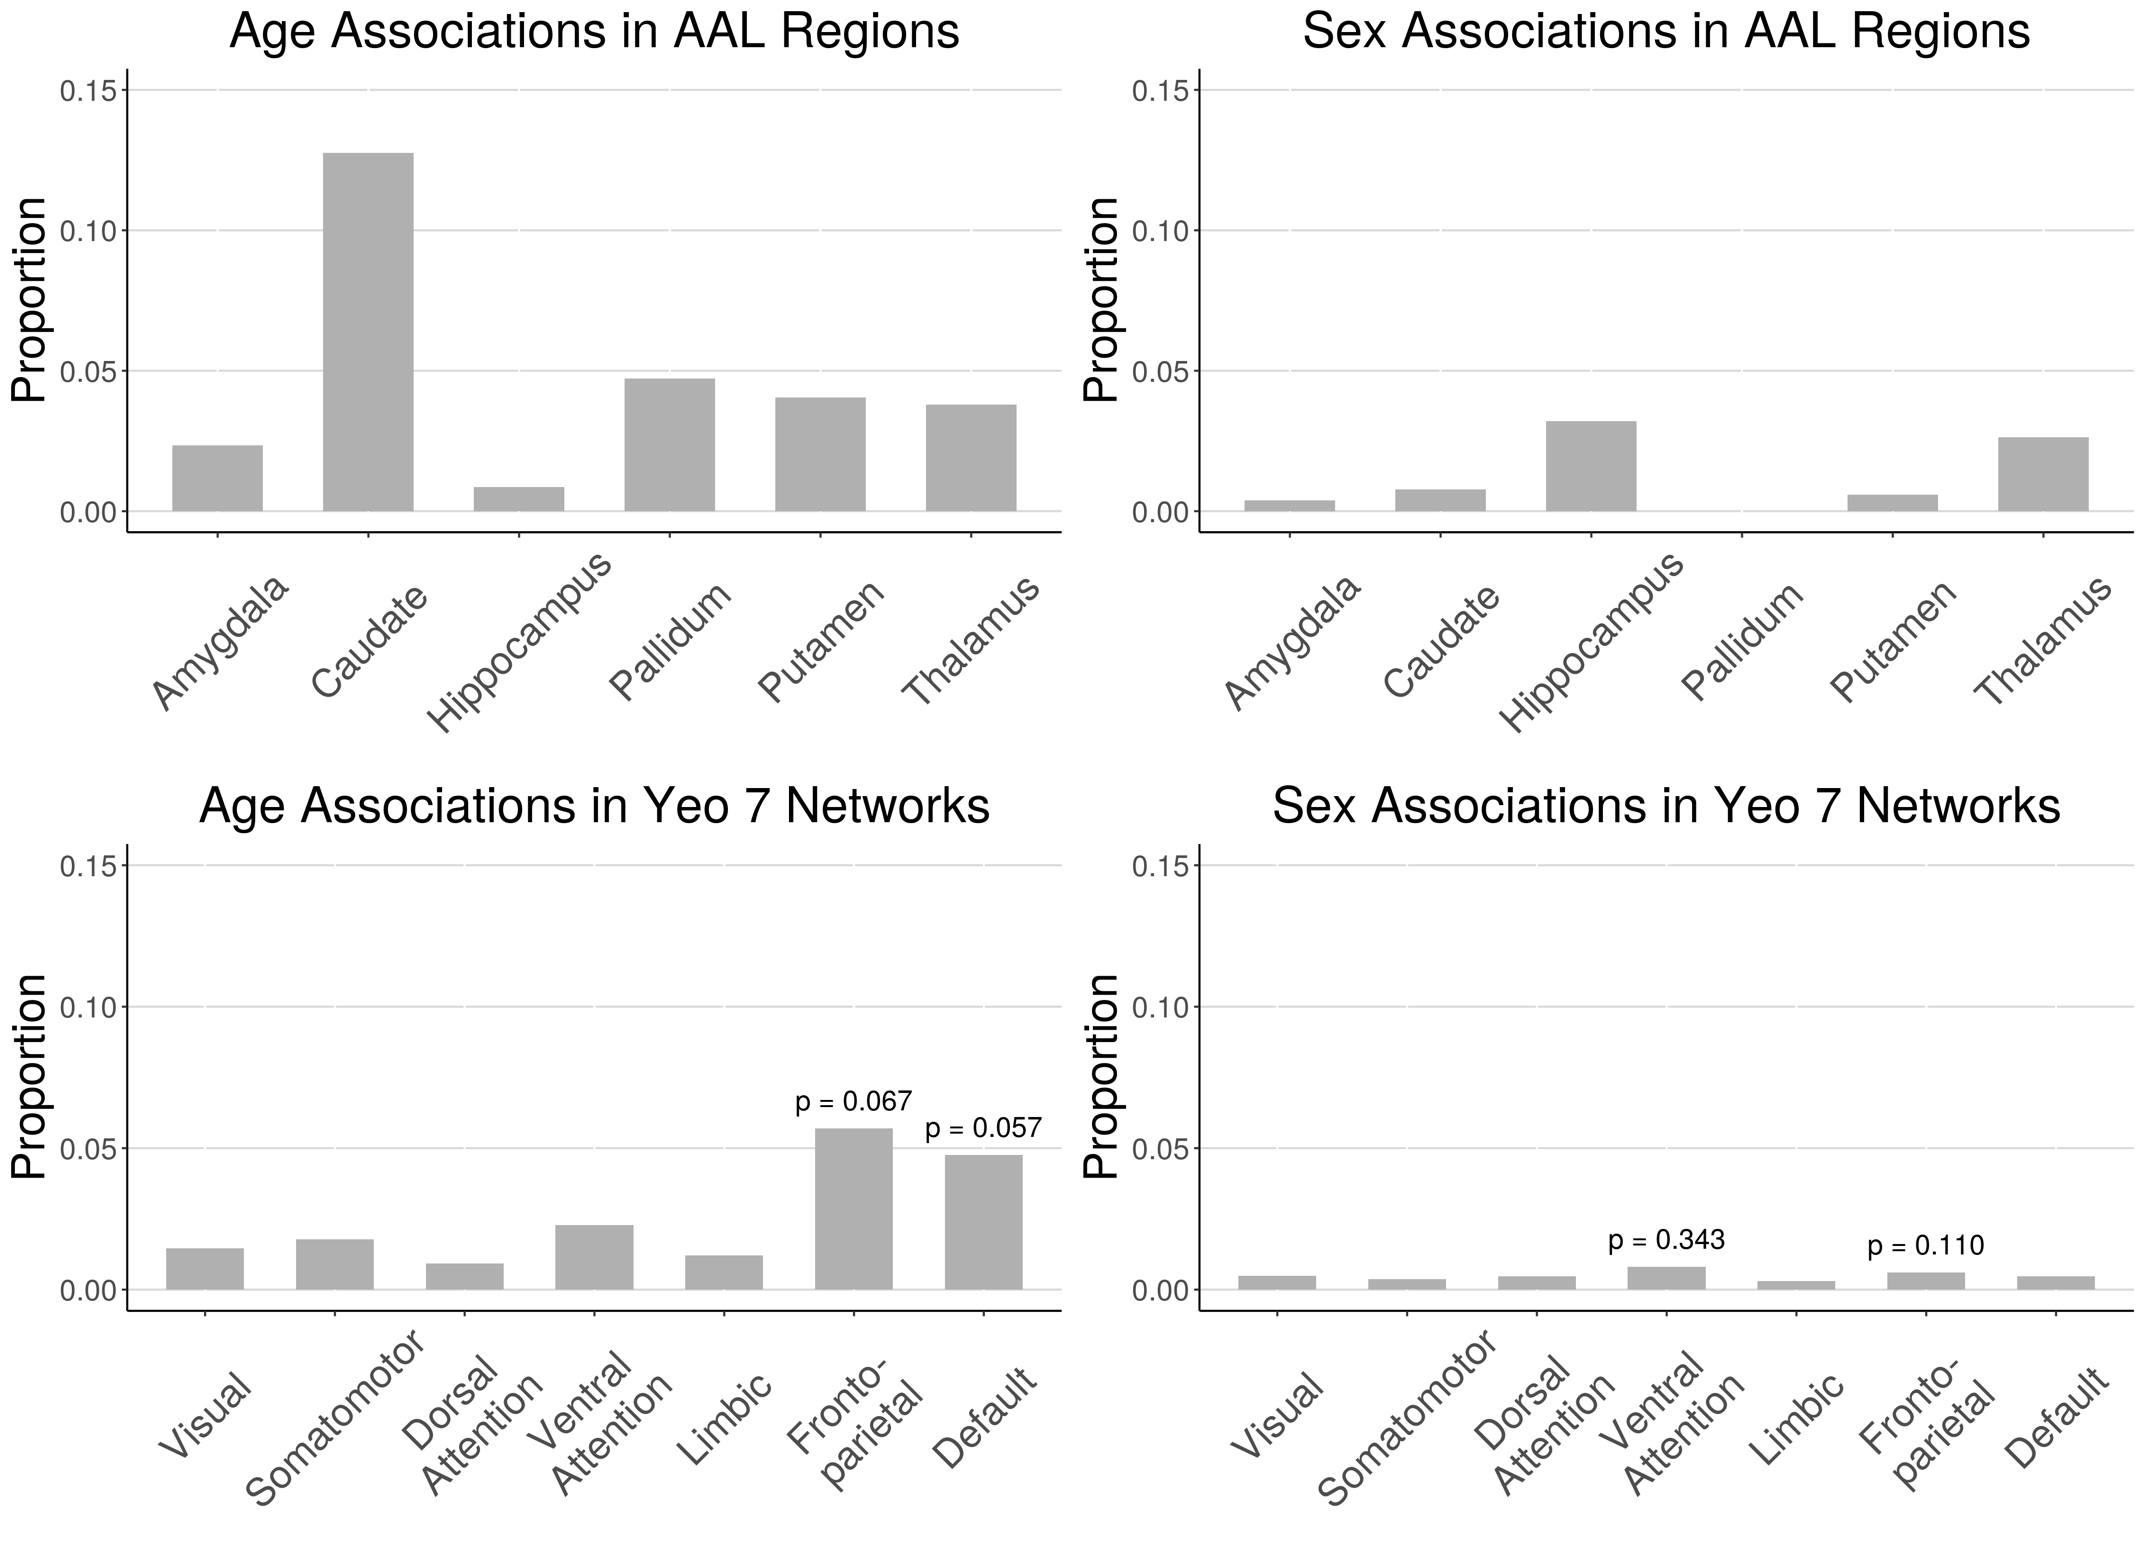 Age Associations in AAL Regions
Proportion
0.15
0.10
0.05
0.00
Amygdala
Caudate
Hippocampus
Pallidum
Putamen
Thalamus
Sex Associations in AAL Regions
Proportion
0.15
0.10
0.05
0.00
Amygdala
Caudate
Hippocampus
Pallidum
Putamen
Thalamus
Age Associations in Yeo 7 Networks
Proportion
0.15
0.10
0.05
0.00
p = 0.067
p = 0.057
Visual
Somatomotor
Dorsal
Attention
Ventral
Attention
Limbic
Fronto-
parietal
Default
Sex Associations in Yeo 7 Networks
Proportion
0.15
0.10
0.05
0.00
p = 0.343
p = 0.110
Visual
Somatomotor
Dorsal
Attention
Ventral
Attention
Limbic
Fronto-
parietal
Default